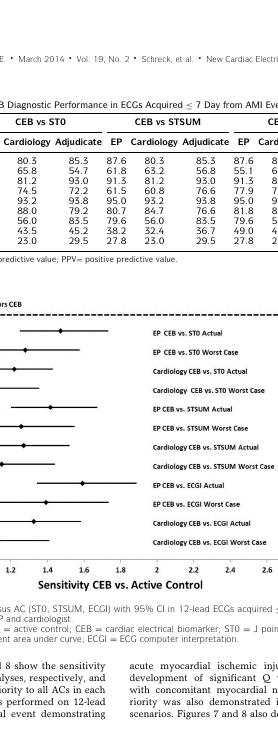 E. • March 2014 • Vol. 19, No. 2 • Schreck, et al. • New Cardiac Electri
B Diagnostic Performance in ECGs Acquired ≤ 7 Day from AMI Eve
CEB vs ST0 CEB vs STSUM CE
Cardiology Adjudicate EP Cardiology Adjudicate EP Card
80.3 85.3 87.6 80.3 85.3 87.6 8
65.8 54.7 61.8 63.2 56.8 55.1 6
81.2 93.0 91.3 81.2 93.0 91.3 8
74.5 72.2 61.5 60.8 76.6 77.9 7
93.2 93.8 95.0 93.2 93.8 95.0 9
88.0 79.2 80.7 84.7 76.6 81.8 8
56.0 83.5 79.6 56.0 83.5 79.6 5
43.5 45.2 38.2 32.4 36.7 49.0 4
23.0 29.5 27.8 23.0 29.5 27.8 2
predictive value; PPV= positive predictive value.
ors CEB
EP CEB vs. ST0 Actual
EP CEB vs. ST0 Worst Case
Cardiology CEB vs. ST0 Actual
Cardiology CEB vs. ST0 Worst Case
EP CEB vs. STSUM Actual
EP CEB vs. STSUM Worst Case
Cardiology CEB vs. STSUM Actual
Cardiology CEB vs. STSUM Worst Case
EP CEB vs. ECGI Actual
EP CEB vs. ECGI Worst Case
Cardiology CEB vs. ECGI Actual
Cardiology CEB vs. ECGI Worst Case
1.2 1.4 1.6 1.8 2 2.2 2.4 2.6
Sensitivity CEB vs. Active Control
sus AC (ST0, STSUM, ECGI) with 95% CI in 12-lead ECGs acquired ≤
EP and cardiologist.
= active control; CEB = cardiac electrical biomarker; ST0 = J poin
ent area under curve; ECGI = ECG computer interpretation.
d 8 show the sensitivity
alyses, respectively, and
riority to all ACs in each
s performed on 12-lead
al event demonstrating
acute myocardial ischemic inju
development of significant Q
with concomitant myocardial n
riority was also demonstrated i
scenarios. Figures 7 and 8 also de